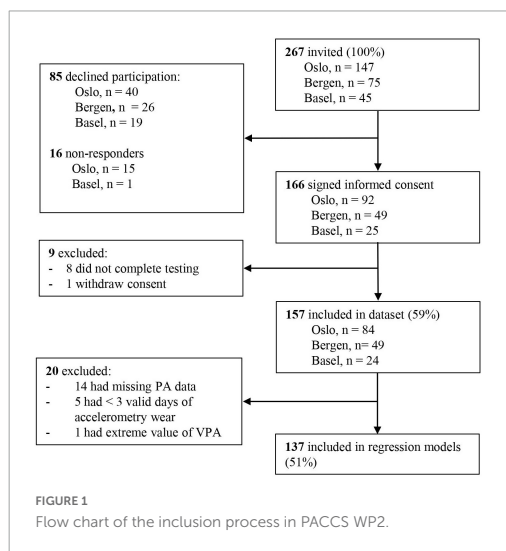 267 invited (100%)
Oslo, n = 147
Bergen, n = 75
Basel, n = 45
85 declined participation:
Oslo, n = 40
Bergen, n = 26
Basel, n = 19
16 non-responders
Oslo, n = 15
Basel, n = 1
166 signed informed consent
Oslo, n = 92
Bergen, n = 49
Basel, n = 25
9 excluded:
- 8 did not complete testing
- 1 withdraw consent
157 included in dataset (59%)
Oslo, n = 84
Bergen, n= 49
Basel, n = 24
20 excluded:
- 14 had missing PA data
- 5 had < 3 valid days of
accelerometry wear
- 1 had extreme value of VPA
137 included in regression models
(51%)
FIGURE 1
Flow chart of the inclusion process in PACCS WP2.